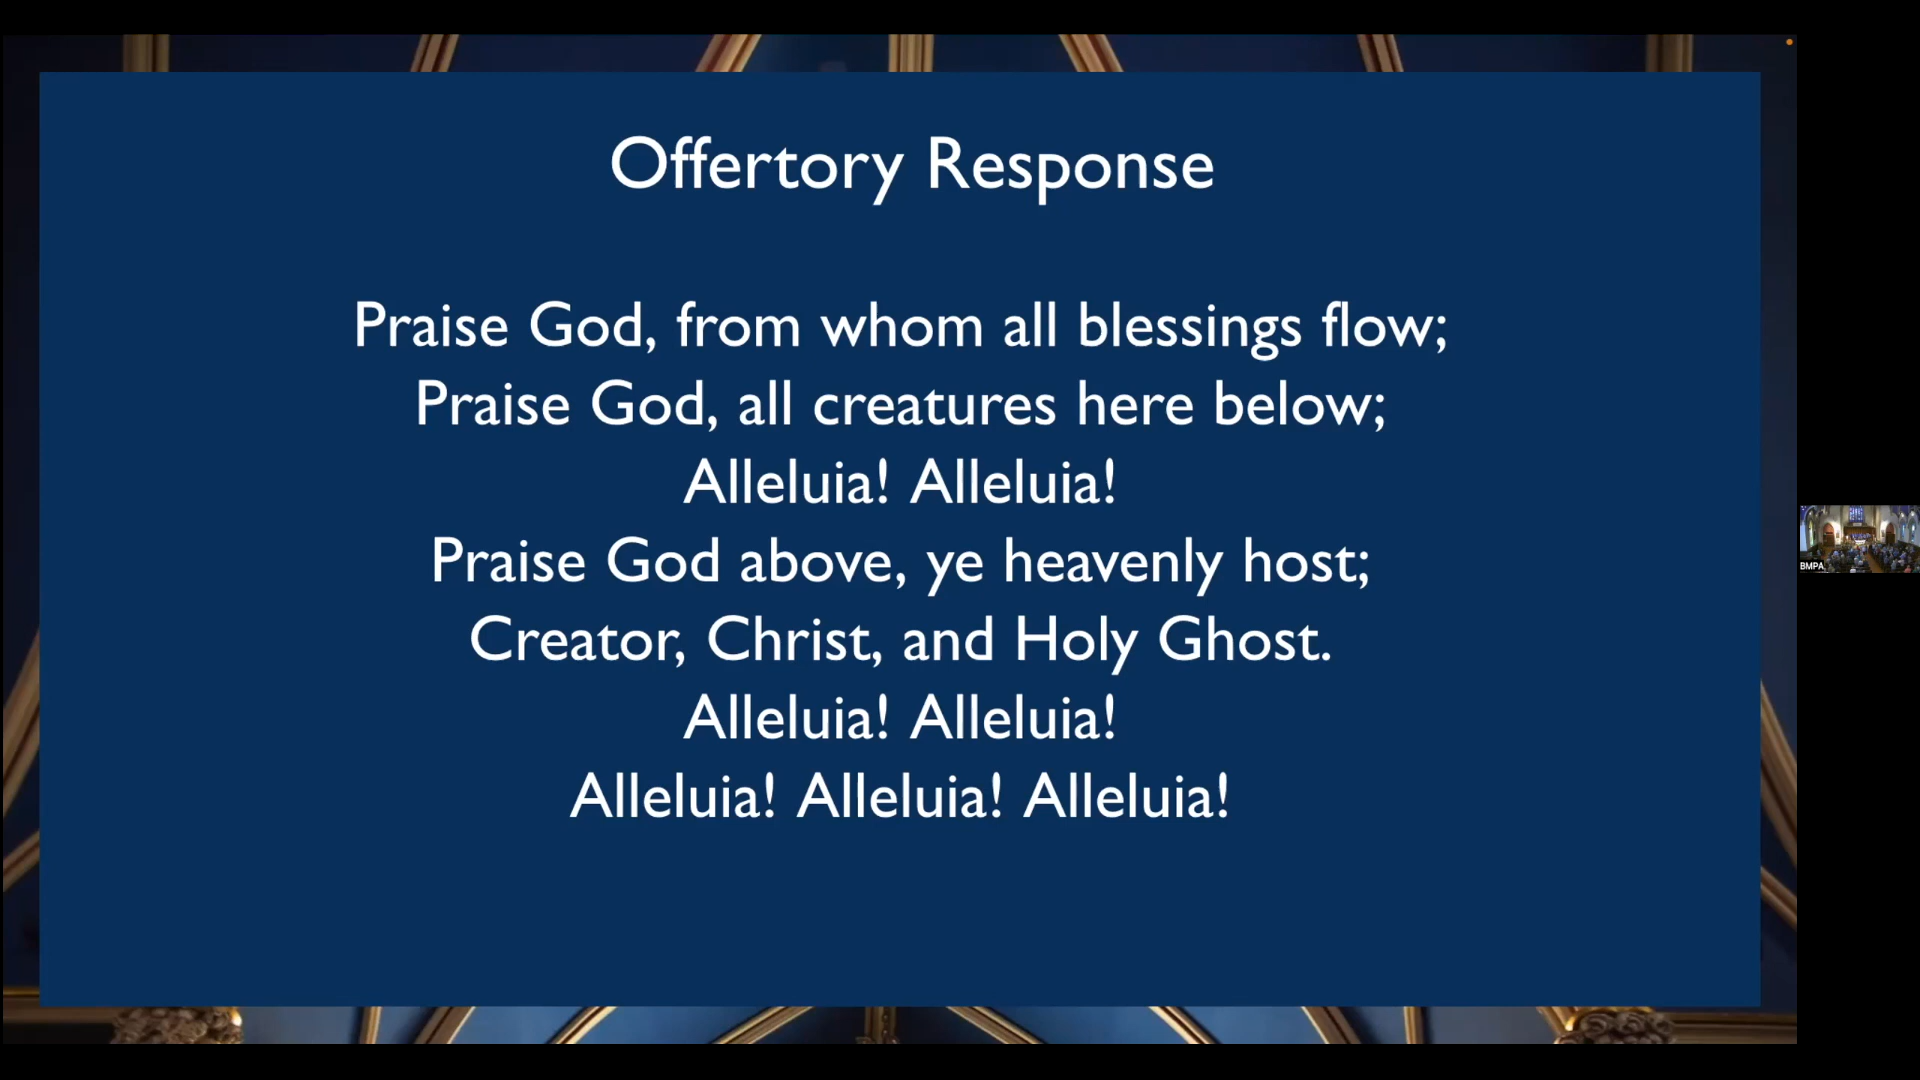 Offertory Response
Praise God, from whom all blessings flow;
Praise God, all creatures here below;
Alleluia! Alleluia!
Praise God above, ye heavenly host;
Creator, Christ, and Holy Ghost.
Alleluia! Alleluia!
Alleluia! Alleluia! Alleluia!
BMPA